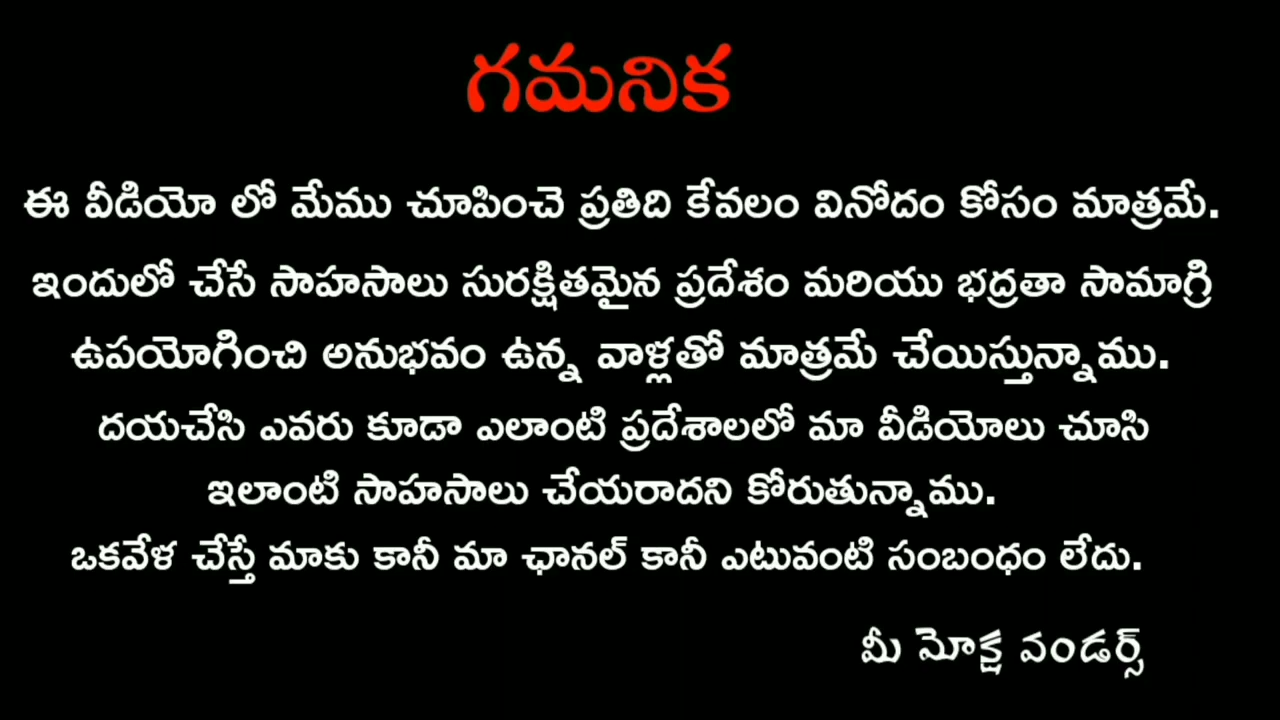 గమనిక
ఈ వీడియో లో మేము చూపించె ప్రతిది కేవలం వినోదం కోసం మాత్రమే.
ఇందులో చేసే సాహసాలు సురక్షితమైన ప్రదేశం మరియు భద్రతా సామాగ్రి
ఉపయోగించి అనుభవం ఉన్న వాళ్లతో మాత్రమే చేయిస్తున్నాము.
దయచేసి ఎవరు కూడా ఎలాంటి ప్రదేశాలలో మా వీడియోలు చూసి
ఇలాంటి సాహసాలు చేయరాదని కోరుతున్నాము.
ఒకవేళ చేస్తే మాకు కానీ మా ఛానల్ కానీ ఎటువంటి సంబంధం లేదు.
మీ మోక్ష వండర్స్